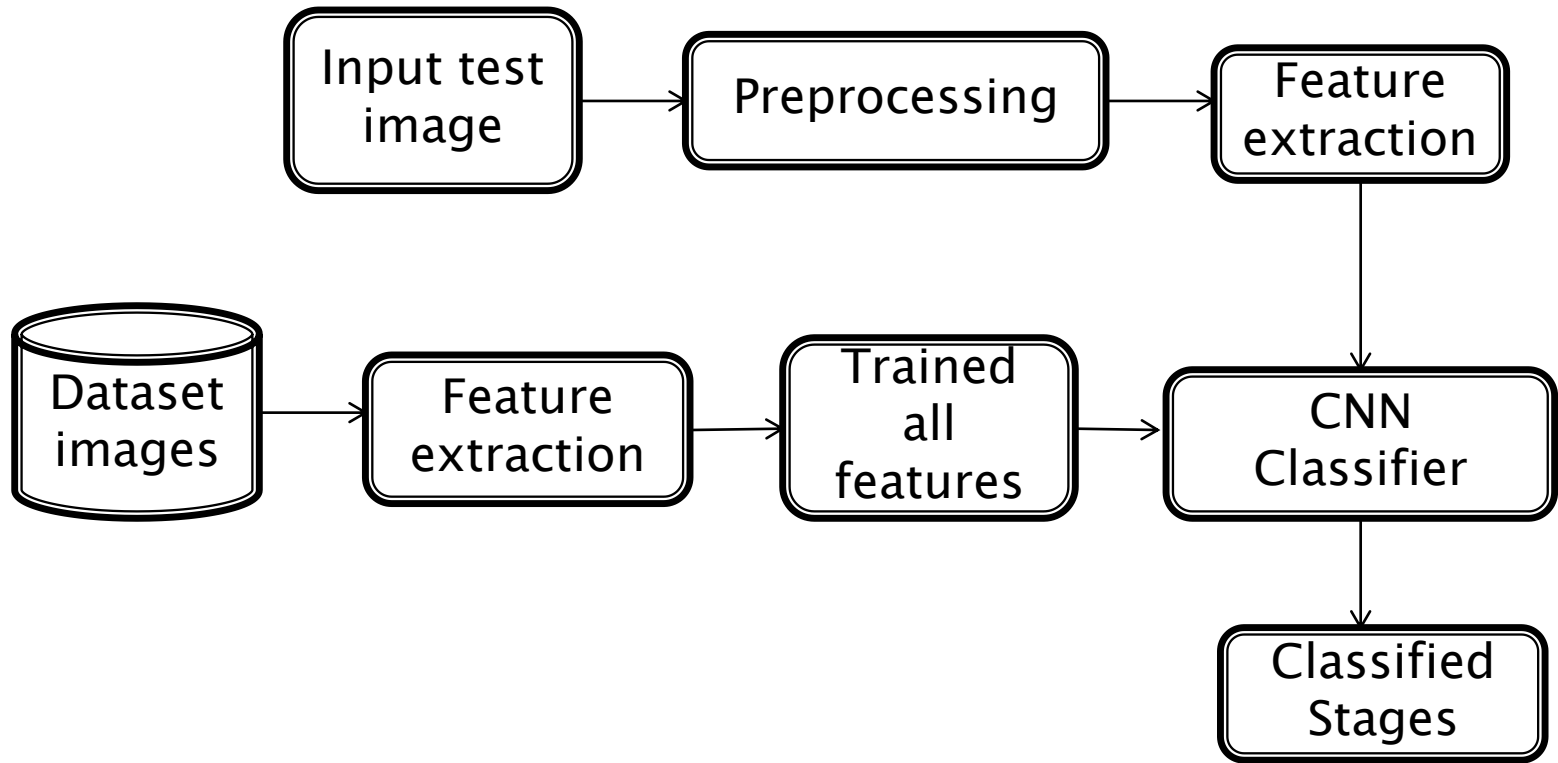 Input test
image
Preprocessing
Feature
extraction
Dataset
images
Feature
extraction
Trained
all
features
CNN
Classifier
Classified
Stages